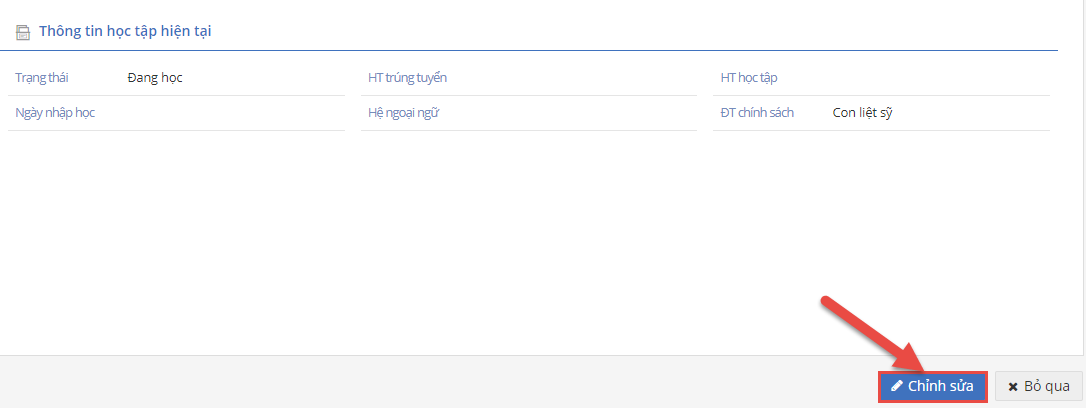 Thông tin học tập hiện tại
Trạng thái Đang học HT trúng tuyển HT học tập
Ngày nhập học Hệ ngoại ngữ ĐT chính sách Con liệt sỹ
Chỉnh sửa Bỏ qua